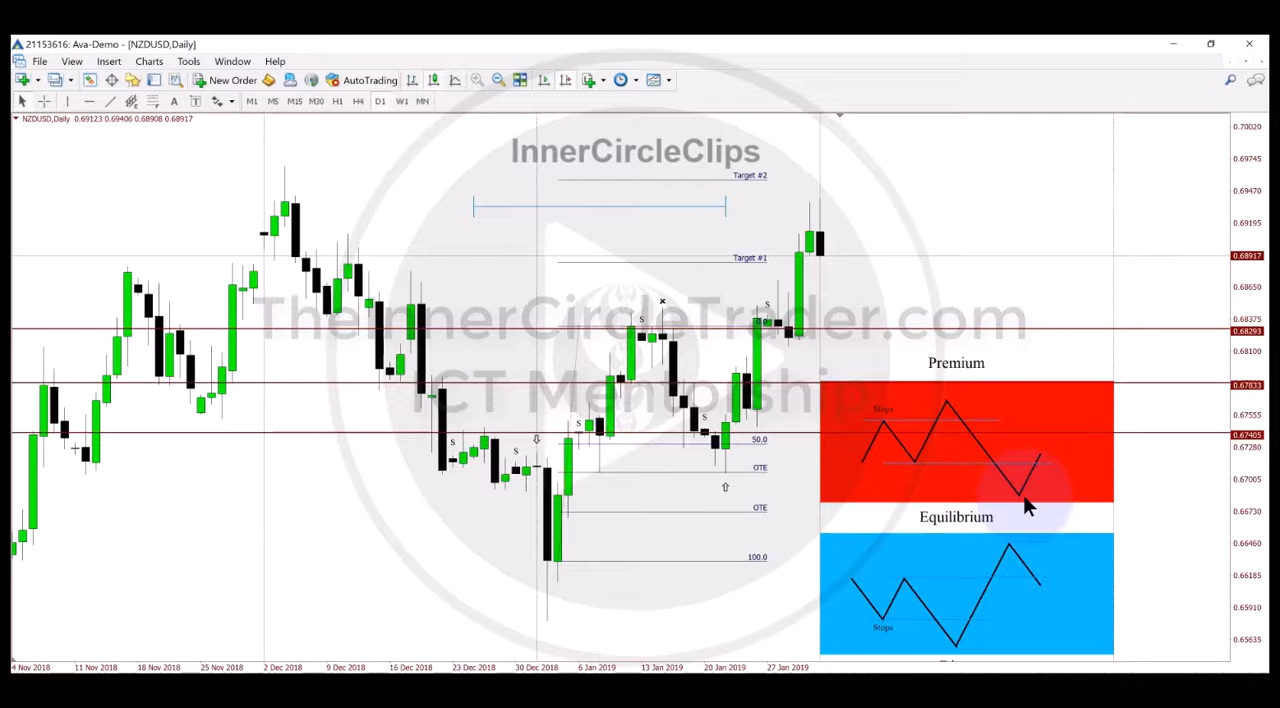 21153616: Ava-Demo - [NZDUSD,Daily]
File View Insert Charts Tools Window Help
New Order AutoTrading
A T M1 M5 M15 M30 H1 H4 D1 W1 MN
NZDUSD,Daily 0.69123 0.69406 0.68908 0.68917
InnerCircleClips
Target #2
Target #1
TheInnerCircleTrader.com
ICT Mentorship
S
S
S
S
S
S
x
0.0
50.0
OTE
OTE
100.0
Premium
Stops
Equilibrium
Stops
0.70020
0.69745
0.69470
0.69195
0.68917
0.68650
0.68375
0.68293
0.68100
0.67833
0.67555
0.67405
0.67280
0.67005
0.66730
0.66460
0.66185
0.65910
0.65635
4 Nov 2018 11 Nov 2018 18 Nov 2018 25 Nov 2018 2 Dec 2018 9 Dec 2018 16 Dec 2018 23 Dec 2018 30 Dec 2018 6 Jan 2019 13 Jan 2019 20 Jan 2019 27 Jan 2019